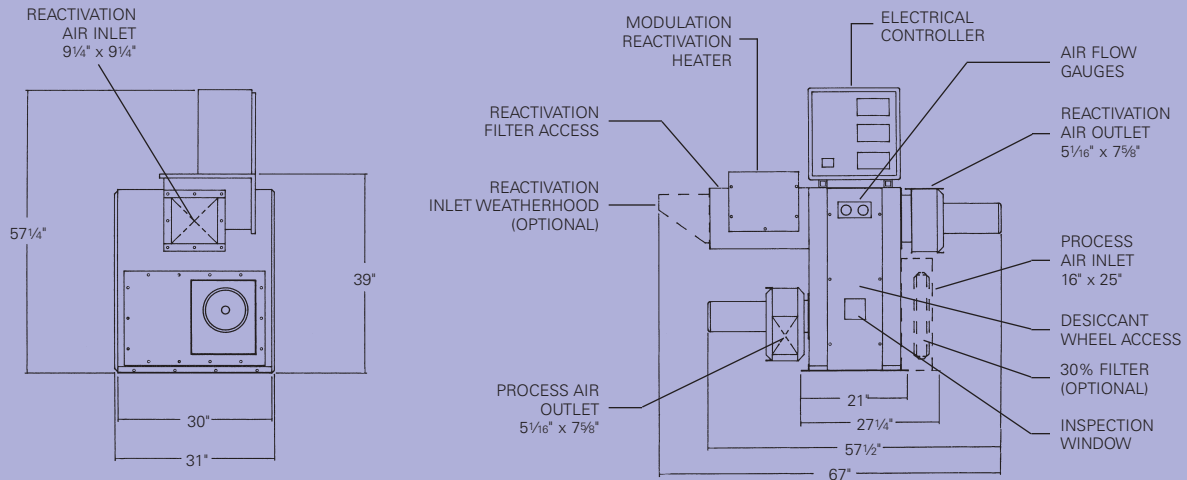 REACTIVATION
AIR INLET
9¼" x 9¼"
57¼"
39"
30"
31"
MODULATION
REACTIVATION
HEATER
ELECTRICAL
CONTROLLER
AIR FLOW
GAUGES
REACTIVATION
FILTER ACCESS
REACTIVATION
AIR OUTLET
5¹⁄₁₆" x 7⅝"
REACTIVATION
INLET WEATHERHOOD
(OPTIONAL)
PROCESS
AIR INLET
16" x 25"
DESICCANT
WHEEL ACCESS
30% FILTER
(OPTIONAL)
INSPECTION
WINDOW
PROCESS AIR
OUTLET
5¹⁄₁₆" x 7⅝"
21"
27¼"
57½"
67"